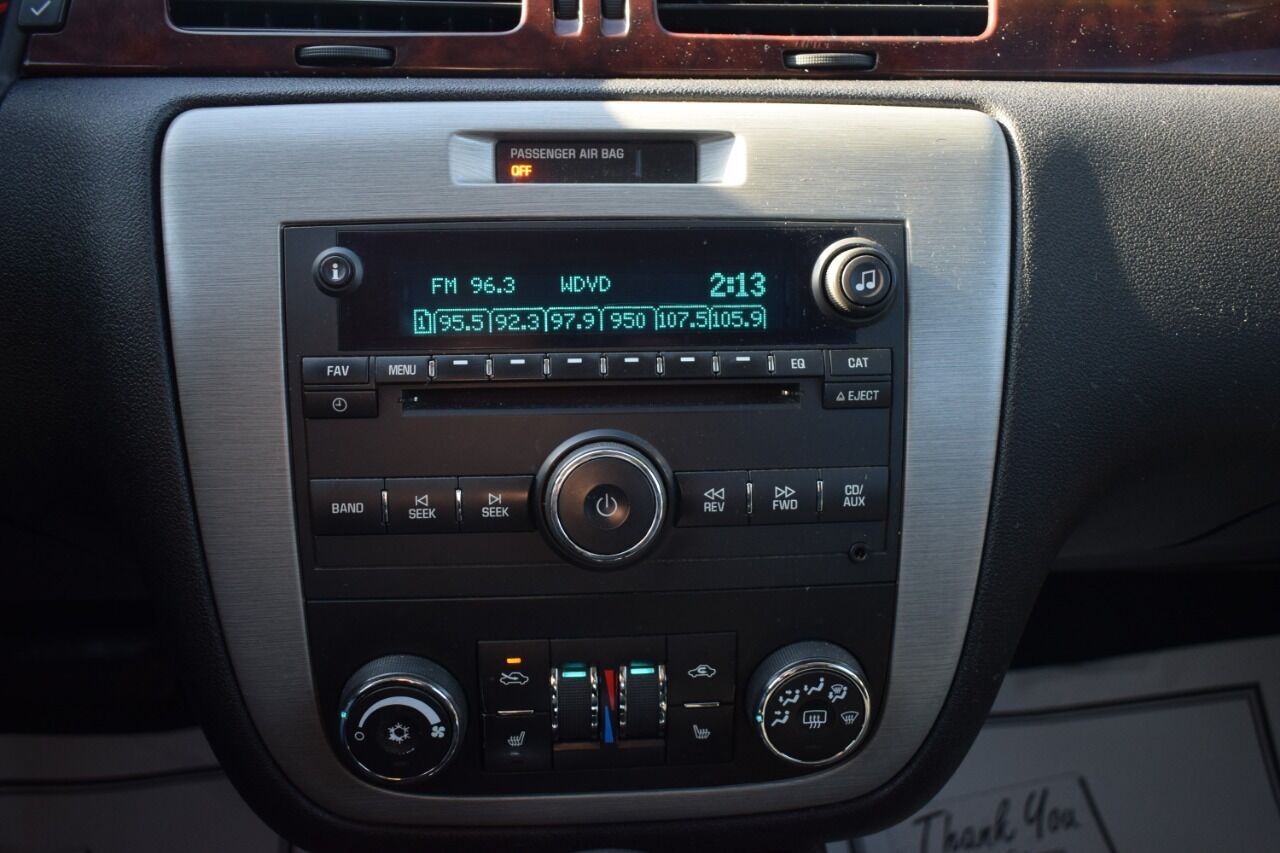 PASSENGER AIR BAG
OFF
i
FM 96.3 WDVD 2:13
1 95.5 92.3 97.9 950 107.5 105.9
FAV MENU EQ CAT
EJECT
BAND SEEK SEEK REV FWD CD/
AUX
Thank You